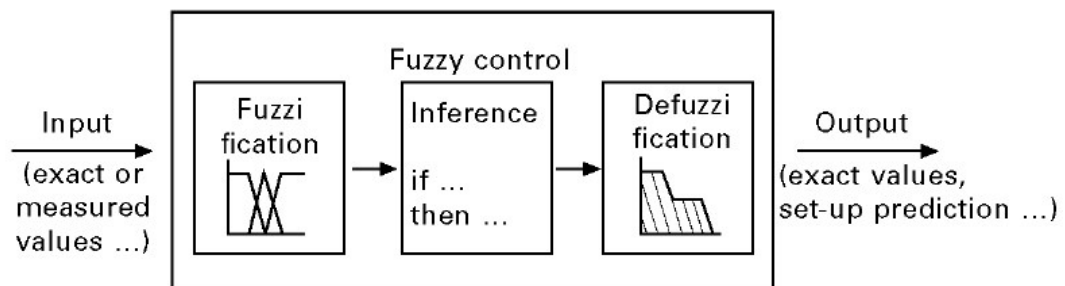 Fuzzy control
Input
(exact or
measured
values ...)
Fuzzi
fication
Inference
if ...
then ...
Defuzzi
fication
Output
(exact values,
set-up prediction ...)